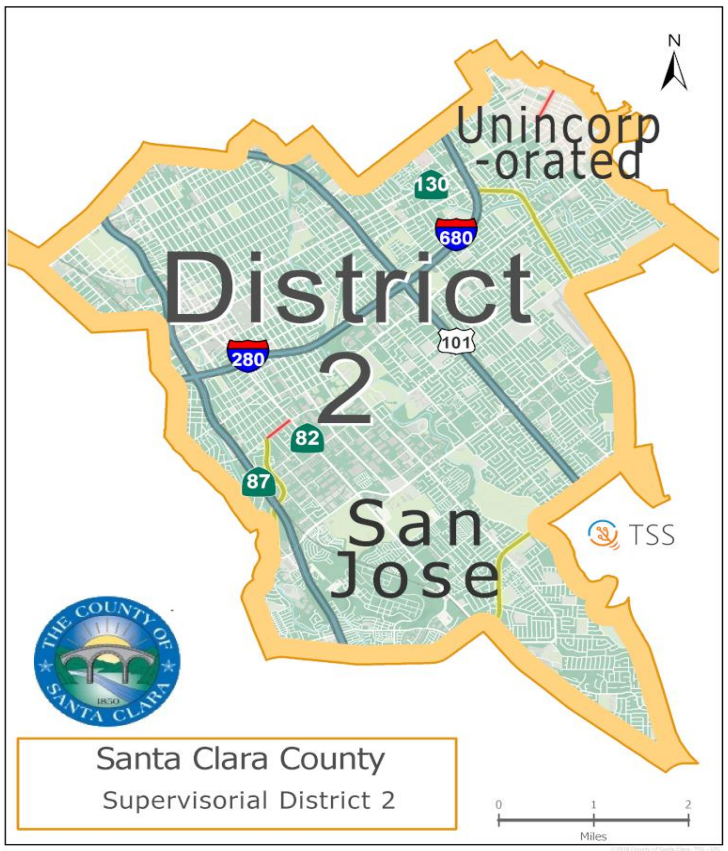 N
Unincorp
-orated
130
680
District
2
101
280
82
87
San
Jose
TSS
THE COUNTY OF
SANTA CLARA
1850
Santa Clara County
Supervisorial District 2
0 1 2
Miles